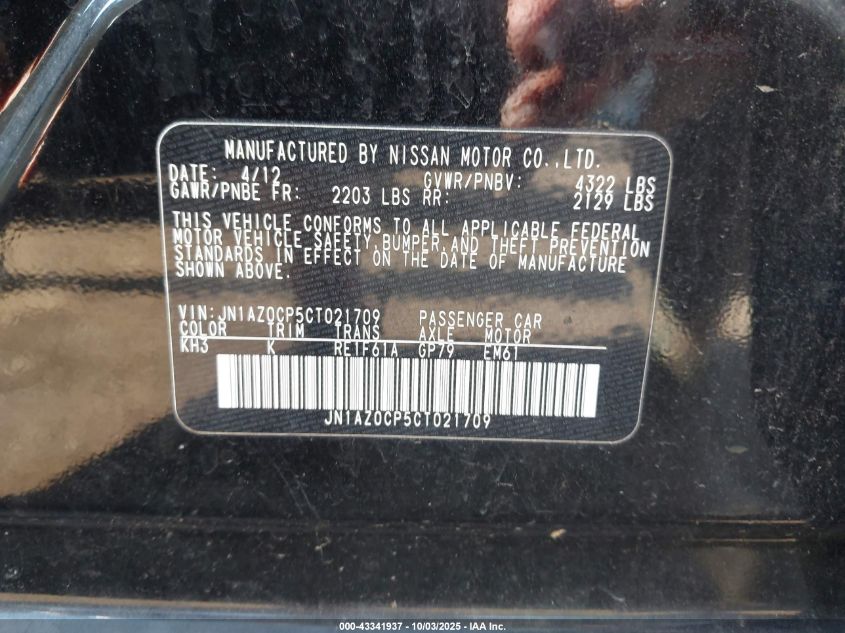 MANUFACTURED BY NISSAN MOTOR CO.,LTD.
DATE: 4/12 GVWR/PNBV: 4322 LBS
GAWR/PNBE FR: 2203 LBS RR: 2129 LBS
THIS VEHICLE CONFORMS TO ALL APPLICABLE FEDERAL
MOTOR VEHICLE SAFETY,BUMPER,AND THEFT PREVENTION
STANDARDS IN EFFECT ON THE DATE OF MANUFACTURE
SHOWN ABOVE.
VIN:JN1AZ0CP5CT021709 PASSENGER CAR
COLOR TRIM TRANS AXLE MOTOR
KH3 K RE1F61A GP79 EM61
JN1AZ0CP5CT021709
000-43341937 - 10/03/2025 - IAA Inc.